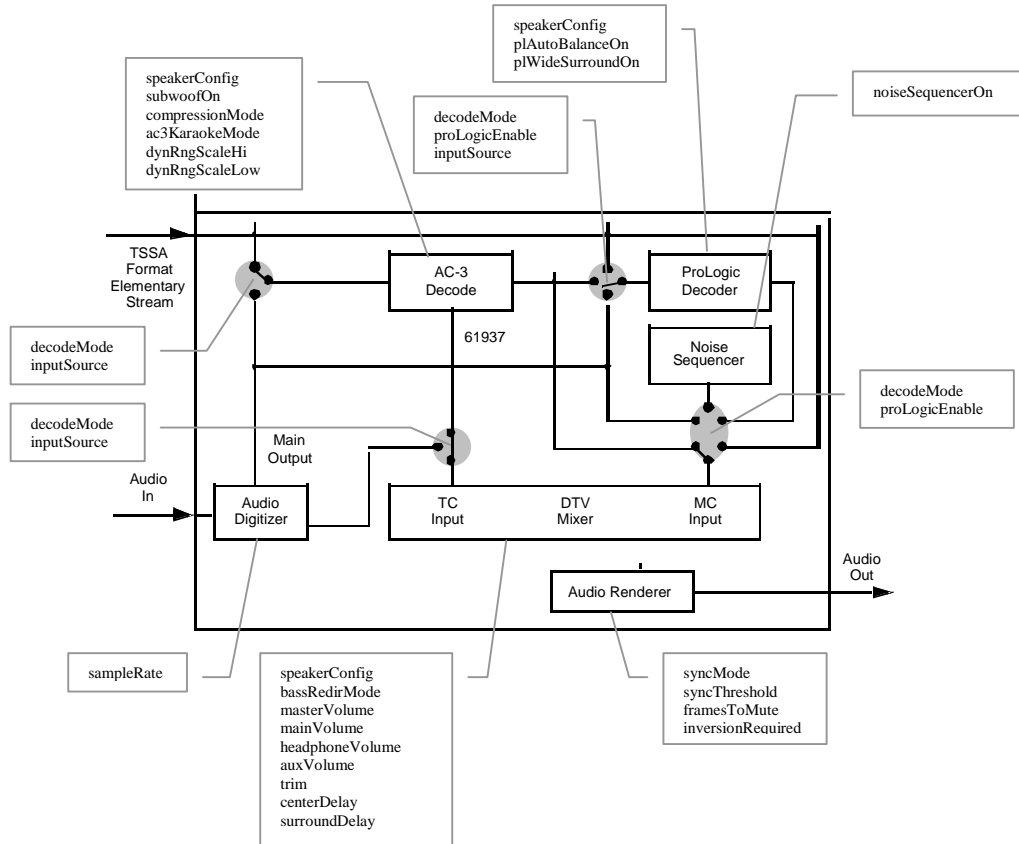 speakerConfig
plAutoBalanceOn
plWideSurroundOn
speakerConfig
subwoofOn
compressionMode
ac3KaraokeMode
dynRngScaleHi
dynRngScaleLow
noiseSequencerOn
decodeMode
proLogicEnable
inputSource
TSSA
Format
Elementary
Stream
AC-3
Decode
ProLogic
Decoder
61937
Noise
Sequencer
decodeMode
inputSource
decodeMode
proLogicEnable
decodeMode
inputSource
Main
Output
Audio
In
Audio
Digitizer
TC
Input
DTV
Mixer
MC
Input
Audio
Out
Audio Renderer
sampleRate
speakerConfig
bassRedirMode
masterVolume
mainVolume
headphoneVolume
auxVolume
trim
centerDelay
surroundDelay
syncMode
syncThreshold
framesToMute
inversionRequired